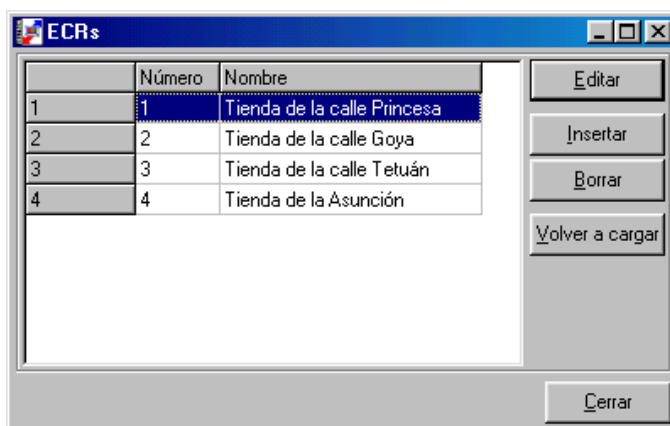 ECRs
Número Nombre
1 1 Tienda de la calle Princesa
2 2 Tienda de la calle Goya
3 3 Tienda de la calle Tetuán
4 4 Tienda de la Asunción
Editar
Insertar
Borrar
Volver a cargar
Cerrar